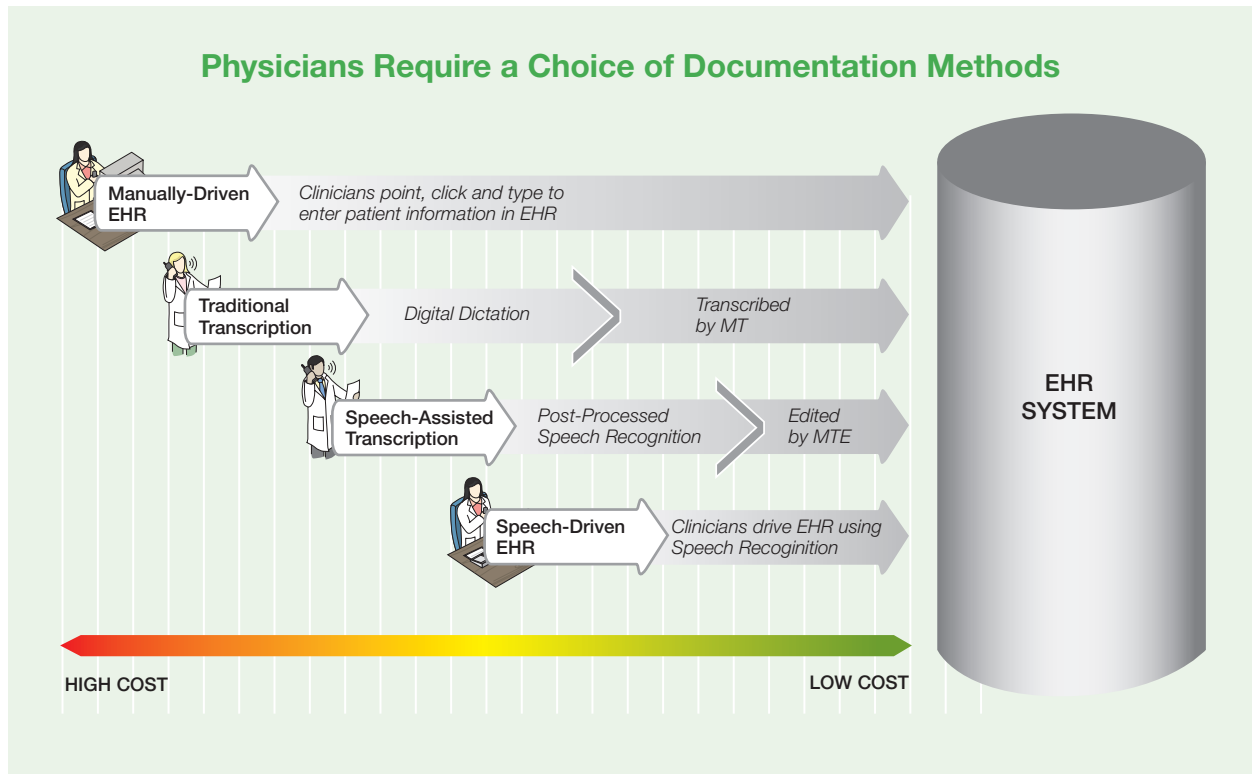 Physicians Require a Choice of Documentation Methods
Manually-Driven
EHR
Clinicians point, click and type to
enter patient information in EHR
Traditional
Transcription
Digital Dictation
Transcribed
by MT
Speech-Assisted
Transcription
Post-Processed
Speech Recognition
Edited
by MTE
Speech-Driven
EHR
Clinicians drive EHR using
Speech Recoginition
EHR
SYSTEM
HIGH COST
LOW COST